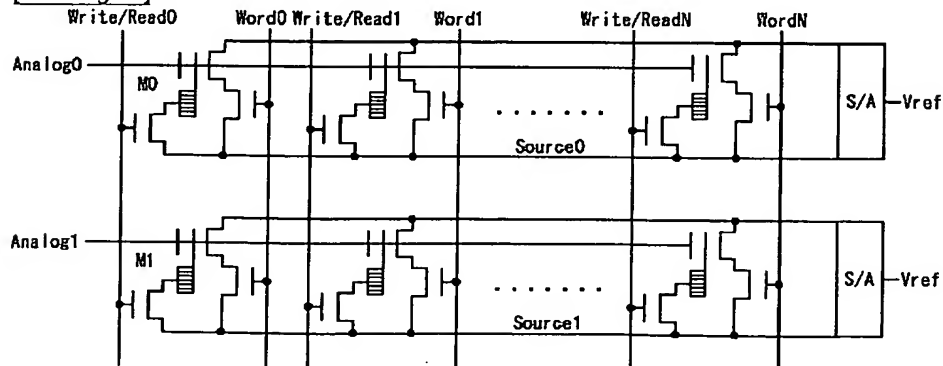 Write/Read0 Word0 Write/Read1 Word1 Write/ReadN WordN
Analog0
M0
S/A Vref
Source0
Analog1
M1
S/A Vref
Source1